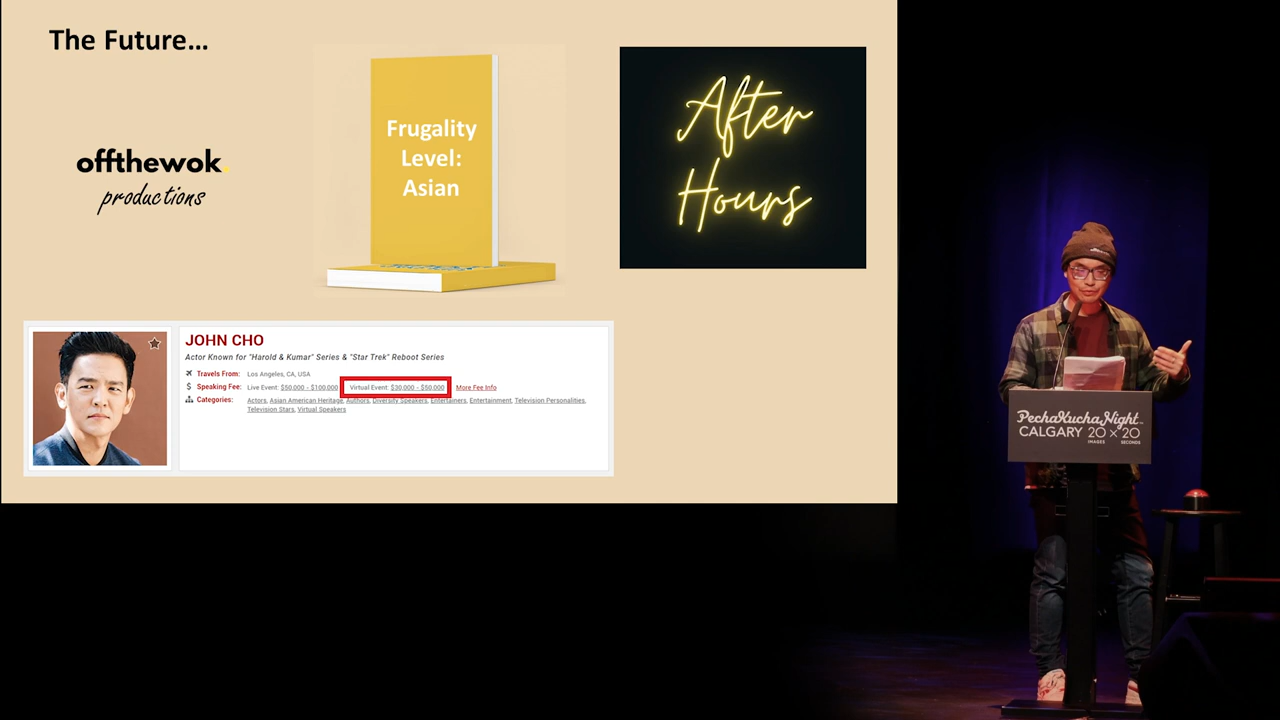 The Future...
offthewok.
productions
Frugality
Level:
Asian
After
Hours
JOHN CHO
Actor Known for "Harold & Kumar" Series & "Star Trek" Reboot Series
Travels From: Los Angeles, CA, USA
Speaking Fee: Live Event: $50,000 - $100,000 Virtual Event: $30,000 - $50,000 More Fee Info
Categories: Actors, Asian American Heritage, Authors, Diversity Speakers, Entertainers, Entertainment, Television Personalities,
Television Stars, Virtual Speakers
PechaKuchaNight
CALGARY 20 x 20
IMAGES SECONDS